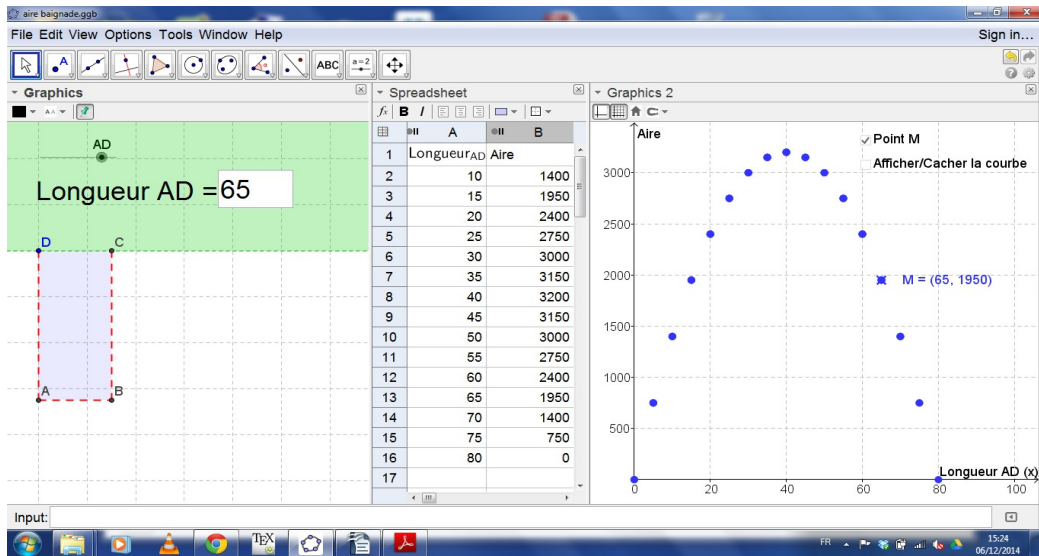 aire baignade.ggb
File Edit View Options Tools Window Help
Sign in...
ABC
a=2
Graphics
Spreadsheet
Graphics 2
AA
fx B I
AD
Longueur AD =65
D
C
A
B
A B
1 LongueurAD Aire
2 10 1400
3 15 1950
4 20 2400
5 25 2750
6 30 3000
7 35 3150
8 40 3200
9 45 3150
10 50 3000
11 55 2750
12 60 2400
13 65 1950
14 70 1400
15 75 750
16 80 0
17
Aire
Point M
Afficher/Cacher la courbe
3000
2500
2000
M = (65, 1950)
1500
1000
500
Longueur AD (x)
0 20 40 60 80 100
Input:
TEX
FR
15:24
06/12/2014